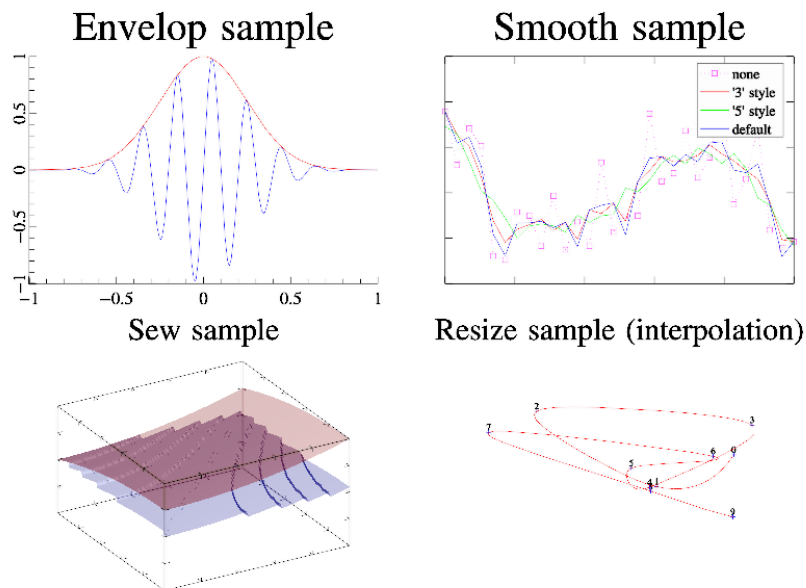 Envelop sample
Smooth sample
1
0.5
0
−0.5
−1
−1
−0.5
0
0.5
1
none
'3' style
'5' style
default
Sew sample
Resize sample (interpolation)
2
3
7
6
0
5
4
1
9